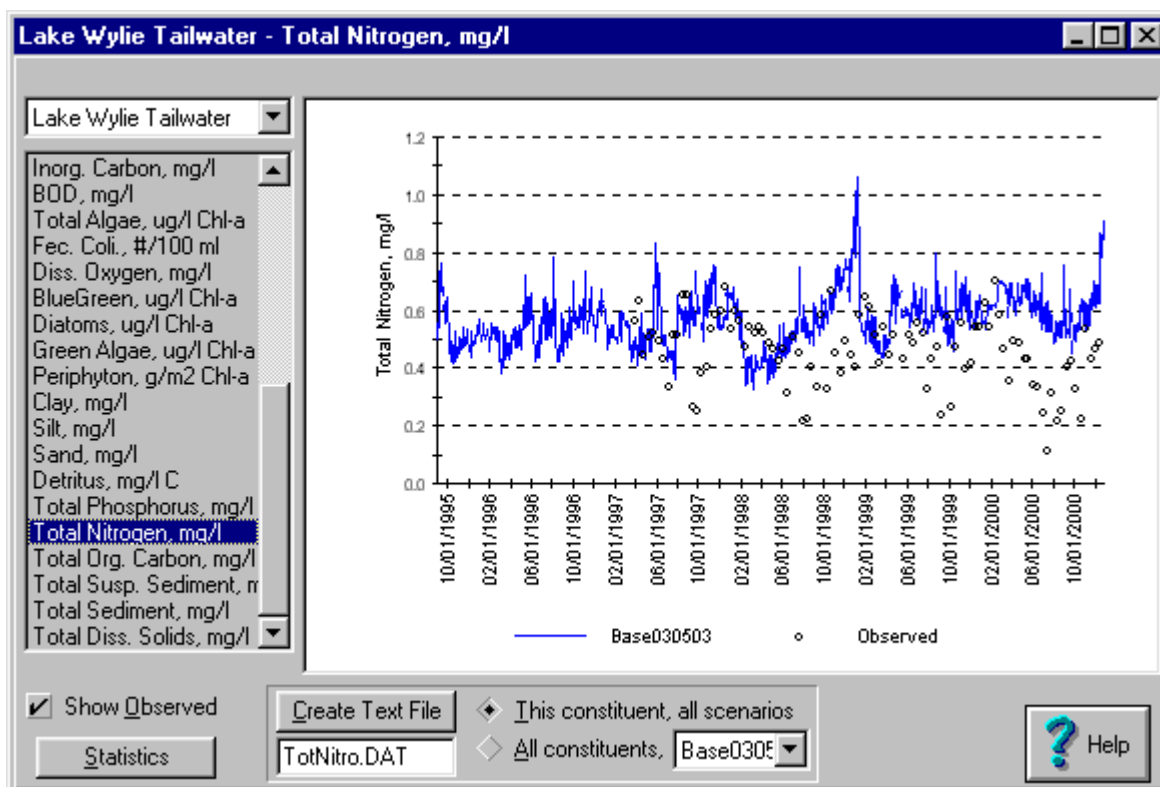 Lake Wylie Tailwater - Total Nitrogen, mg/l
Lake Wylie Tailwater
Inorg. Carbon, mg/l
BOD, mg/l
Total Algae, ug/l Chl-a
Fec. Coli., #/100 ml
Diss. Oxygen, mg/l
BlueGreen, ug/l Chl-a
Diatoms, ug/l Chl-a
Green Algae, ug/l Chl-a
Periphyton, g/m2 Chl-a
Clay, mg/l
Silt, mg/l
Sand, mg/l
Detritus, mg/l C
Total Phosphorus, mg/l
Total Nitrogen, mg/l
Total Org. Carbon, mg/l
Total Susp. Sediment, m
Total Sediment, mg/l
Total Diss. Solids, mg/l
Total Nitrogen, mg/l
1.2
1.0
0.8
0.6
0.4
0.2
0.0
10/01/1995
02/01/1996
06/01/1996
10/01/1996
02/01/1997
06/01/1997
10/01/1997
02/01/1998
06/01/1998
10/01/1998
02/01/1999
06/01/1999
10/01/1999
02/01/2000
06/01/2000
10/01/2000
Base030503
Observed
Show Observed
Statistics
Create Text File
TotNitro.DAT
This constituent, all scenarios
All constituents,
Base0305
Help